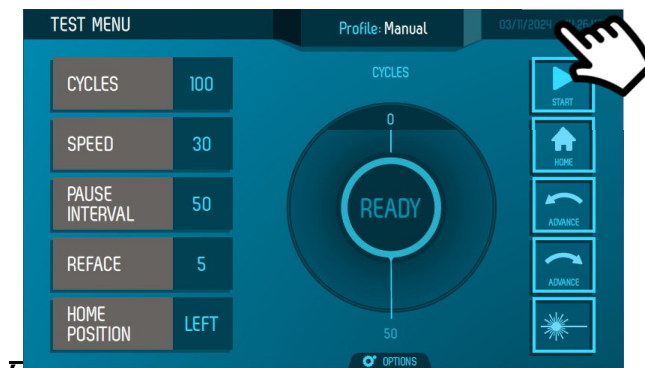 TEST MENU
Profile: Manual
03/11/2024
CYCLES 100
SPEED 30
PAUSE
INTERVAL 50
REFACE 5
HOME
POSITION LEFT
CYCLES
0
READY
50
OPTIONS
START
HOME
ADVANCE
ADVANCE